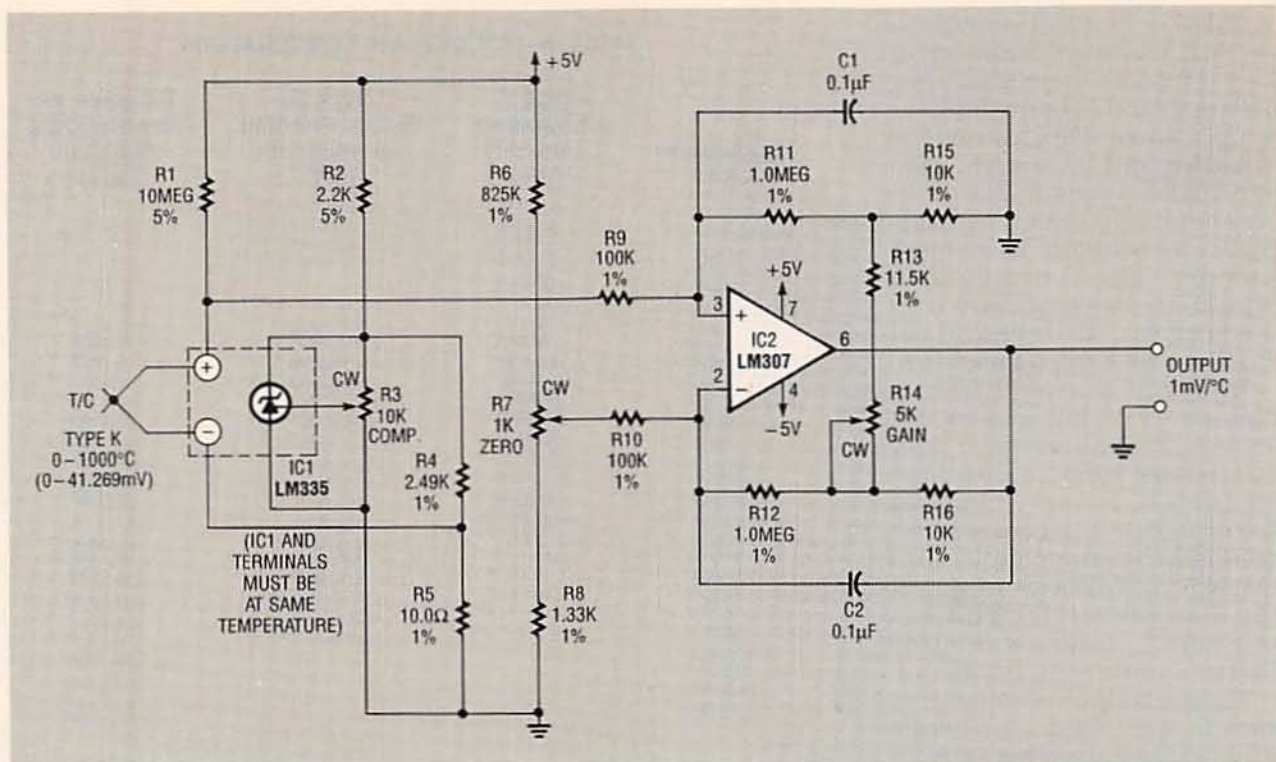 +5V
C1
0.1µF
R1
10MEG
5%
R2
2.2K
5%
R6
825K
1%
R11
1.0MEG
1%
R15
10K
1%
R9
100K
1%
R13
11.5K
1%
+5V
3
+
7
IC2
LM307
6
2
−
4
−5V
OUTPUT
1mV/°C
T/C
+
−
TYPE K
0–1000°C
(0–41.269mV)
CW
R3
10K
COMP.
IC1
LM335
R4
2.49K
1%
CW
R7
1K
ZERO
R10
100K
1%
R14
5K
GAIN
CW
R12
1.0MEG
1%
R16
10K
1%
(IC1 AND
TERMINALS
MUST BE
AT SAME
TEMPERATURE)
R5
10.0Ω
1%
R8
1.33K
1%
C2
0.1µF